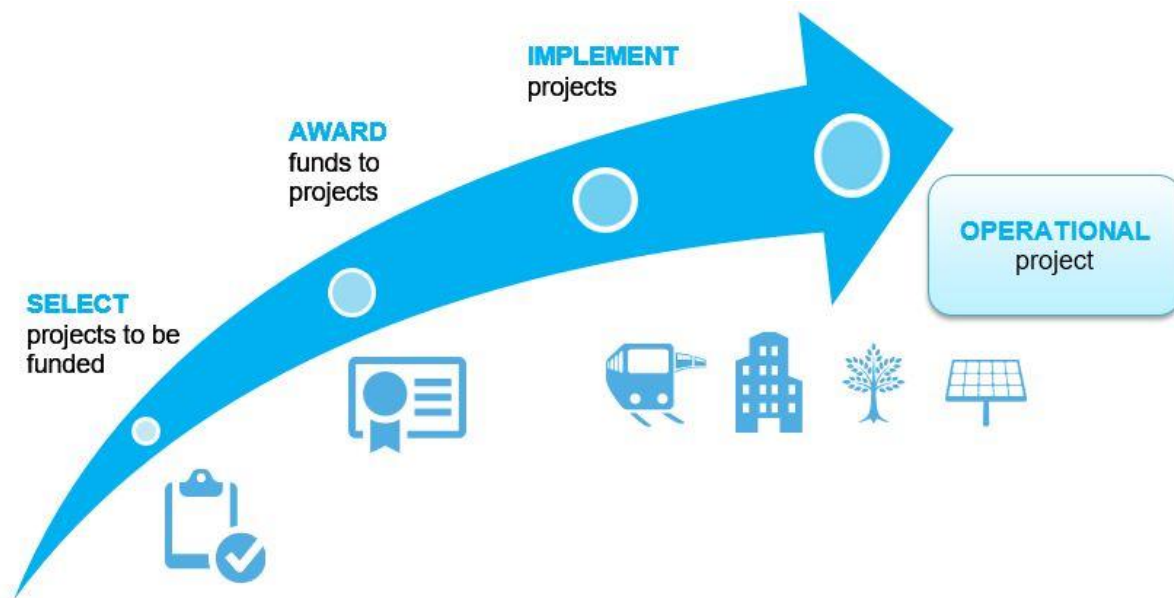 SELECT
projects to be
funded
AWARD
funds to
projects
IMPLEMENT
projects
OPERATIONAL
project